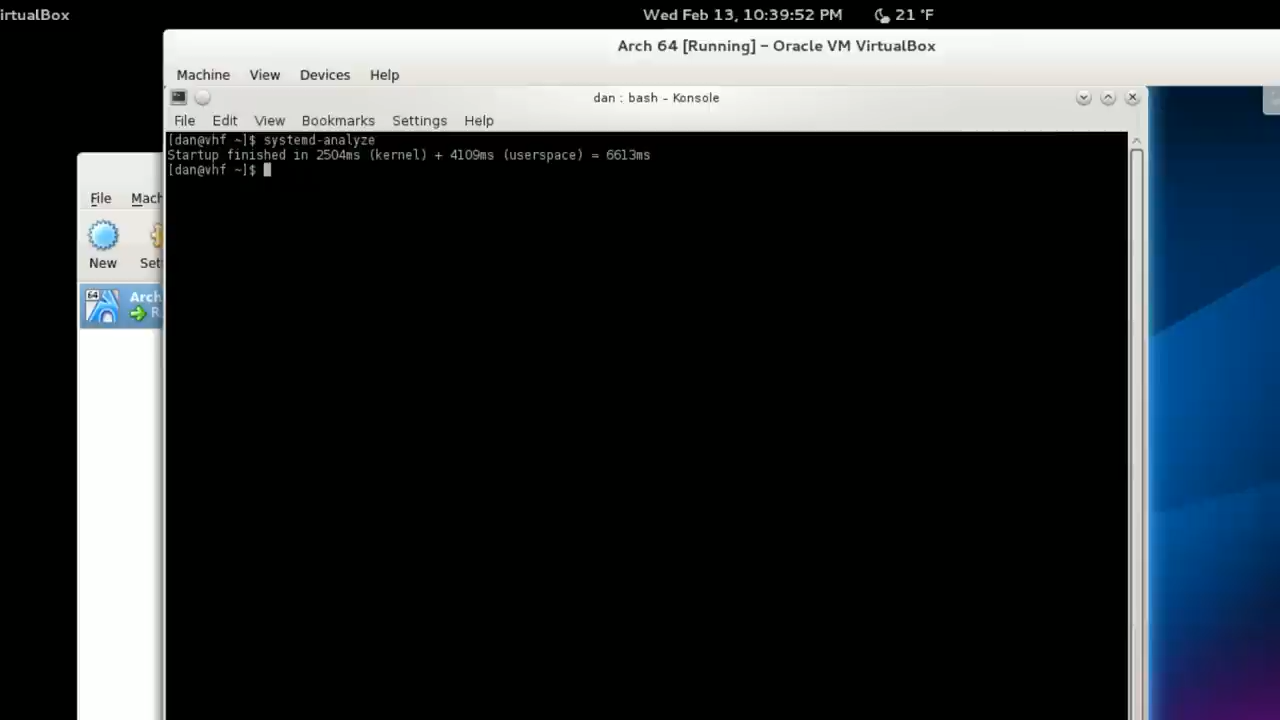 irtualBox
Wed Feb 13, 10:39:52 PM
21 °F
Arch 64 [Running] – Oracle VM VirtualBox
Machine View Devices Help
dan : bash – Konsole
File Edit View Bookmarks Settings Help
[dan@vhf ~]$ systemd-analyze
Startup finished in 2504ms (kernel) + 4109ms (userspace) = 6613ms
[dan@vhf ~]$
File Mach
New Set
64
Arch
R